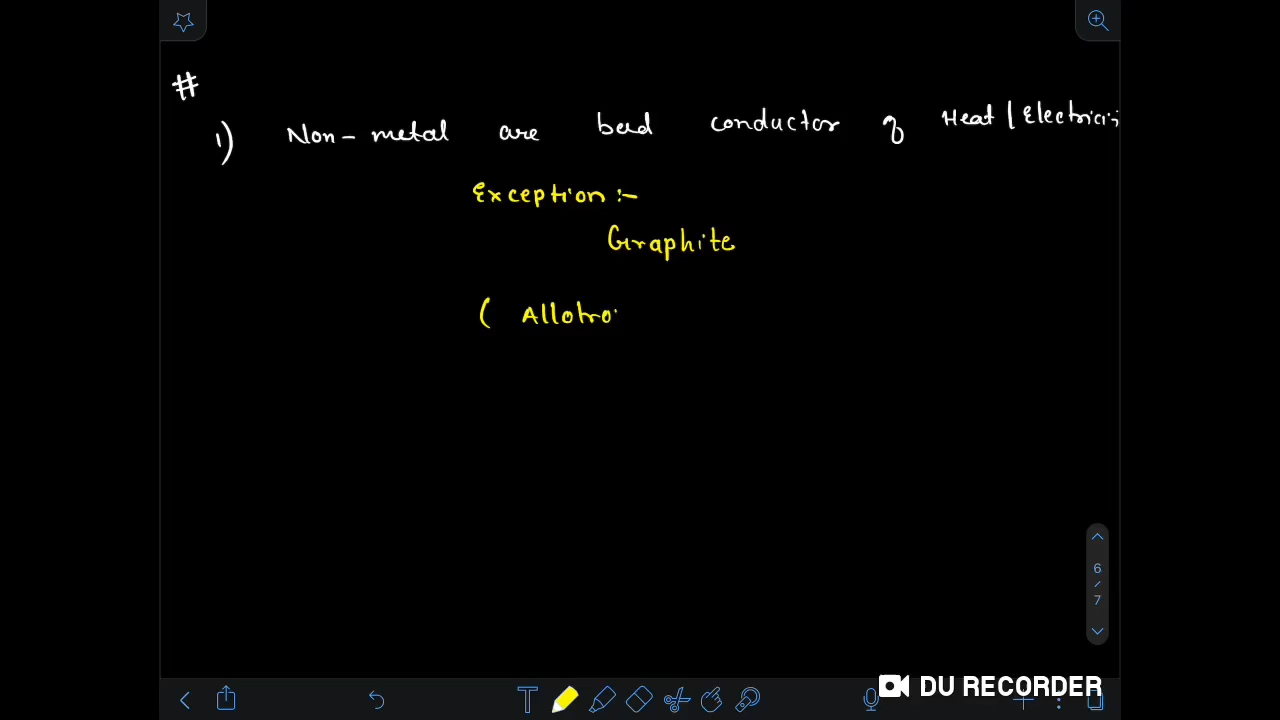 #
1) Non-metal are bad conductor of Heat | Electrici
Exception :-
Graphite
( Allotro
6
/
7
T
DU RECORDER